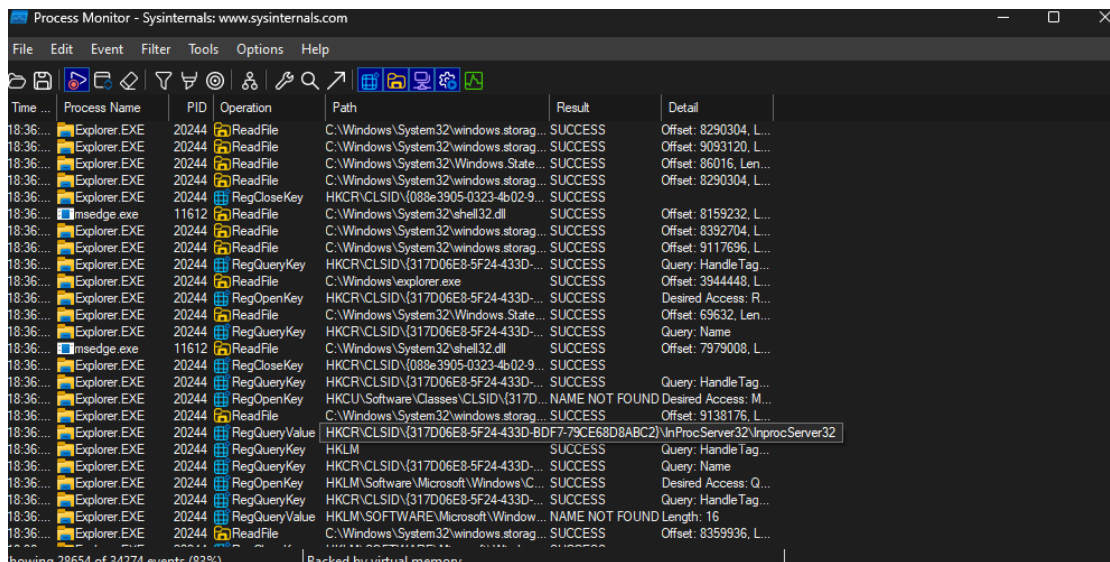 Process Monitor - Sysinternals: www.sysinternals.com
File Edit Event Filter Tools Options Help
Time ... Process Name PID Operation Path Result Detail
18:36:... Explorer.EXE 20244 ReadFile C:\Windows\System32\windows.storag... SUCCESS Offset: 8290304, L...
18:36:... Explorer.EXE 20244 ReadFile C:\Windows\System32\windows.storag... SUCCESS Offset: 9093120, L...
18:36:... Explorer.EXE 20244 ReadFile C:\Windows\System32\Windows.State... SUCCESS Offset: 86016, Len...
18:36:... Explorer.EXE 20244 ReadFile C:\Windows\System32\windows.storag... SUCCESS Offset: 8290304, L...
18:36:... Explorer.EXE 20244 RegCloseKey HKCR\CLSID\{088e3905-0323-4b02-9... SUCCESS
18:36:... msedge.exe 11612 ReadFile C:\Windows\System32\shell32.dll SUCCESS Offset: 8159232, L...
18:36:... Explorer.EXE 20244 ReadFile C:\Windows\System32\windows.storag... SUCCESS Offset: 8392704, L...
18:36:... Explorer.EXE 20244 ReadFile C:\Windows\System32\windows.storag... SUCCESS Offset: 9117696, L...
18:36:... Explorer.EXE 20244 RegQueryKey HKCR\CLSID\{317D06E8-5F24-433D-... SUCCESS Query: HandleTag...
18:36:... Explorer.EXE 20244 ReadFile C:\Windows\explorer.exe SUCCESS Offset: 3944448, L...
18:36:... Explorer.EXE 20244 RegOpenKey HKCR\CLSID\{317D06E8-5F24-433D-... SUCCESS Desired Access: R...
18:36:... Explorer.EXE 20244 ReadFile C:\Windows\System32\Windows.State... SUCCESS Offset: 69632, Len...
18:36:... Explorer.EXE 20244 RegQueryKey HKCR\CLSID\{317D06E8-5F24-433D-... SUCCESS Query: Name
18:36:... msedge.exe 11612 ReadFile C:\Windows\System32\shell32.dll SUCCESS Offset: 7979008, L...
18:36:... Explorer.EXE 20244 RegCloseKey HKCR\CLSID\{088e3905-0323-4b02-9... SUCCESS
18:36:... Explorer.EXE 20244 RegQueryKey HKCR\CLSID\{317D06E8-5F24-433D-... SUCCESS Query: HandleTag...
18:36:... Explorer.EXE 20244 RegOpenKey HKCU\Software\Classes\CLSID\{317D... NAME NOT FOUND Desired Access: M...
18:36:... Explorer.EXE 20244 ReadFile C:\Windows\System32\windows.storag... SUCCESS Offset: 9138176, L...
18:36:... Explorer.EXE 20244 RegQueryValue HKCR\CLSID\{317D06E8-5F24-433D-BDF7-79CE68D8ABC2}\InProcServer32\InprocServer32
18:36:... Explorer.EXE 20244 RegQueryKey HKLM SUCCESS Query: HandleTag...
18:36:... Explorer.EXE 20244 RegQueryKey HKCR\CLSID\{317D06E8-5F24-433D-... SUCCESS Query: Name
18:36:... Explorer.EXE 20244 RegOpenKey HKLM\Software\Microsoft\Windows\C... SUCCESS Desired Access: Q...
18:36:... Explorer.EXE 20244 RegQueryKey HKCR\CLSID\{317D06E8-5F24-433D-... SUCCESS Query: HandleTag...
18:36:... Explorer.EXE 20244 RegQueryValue HKLM\SOFTWARE\Microsoft\Window... NAME NOT FOUND Length: 16
18:36:... Explorer.EXE 20244 ReadFile C:\Windows\System32\windows.storag... SUCCESS Offset: 8359936, L...
howing 28654 of 34274 events (83%) Backed by virtual memory